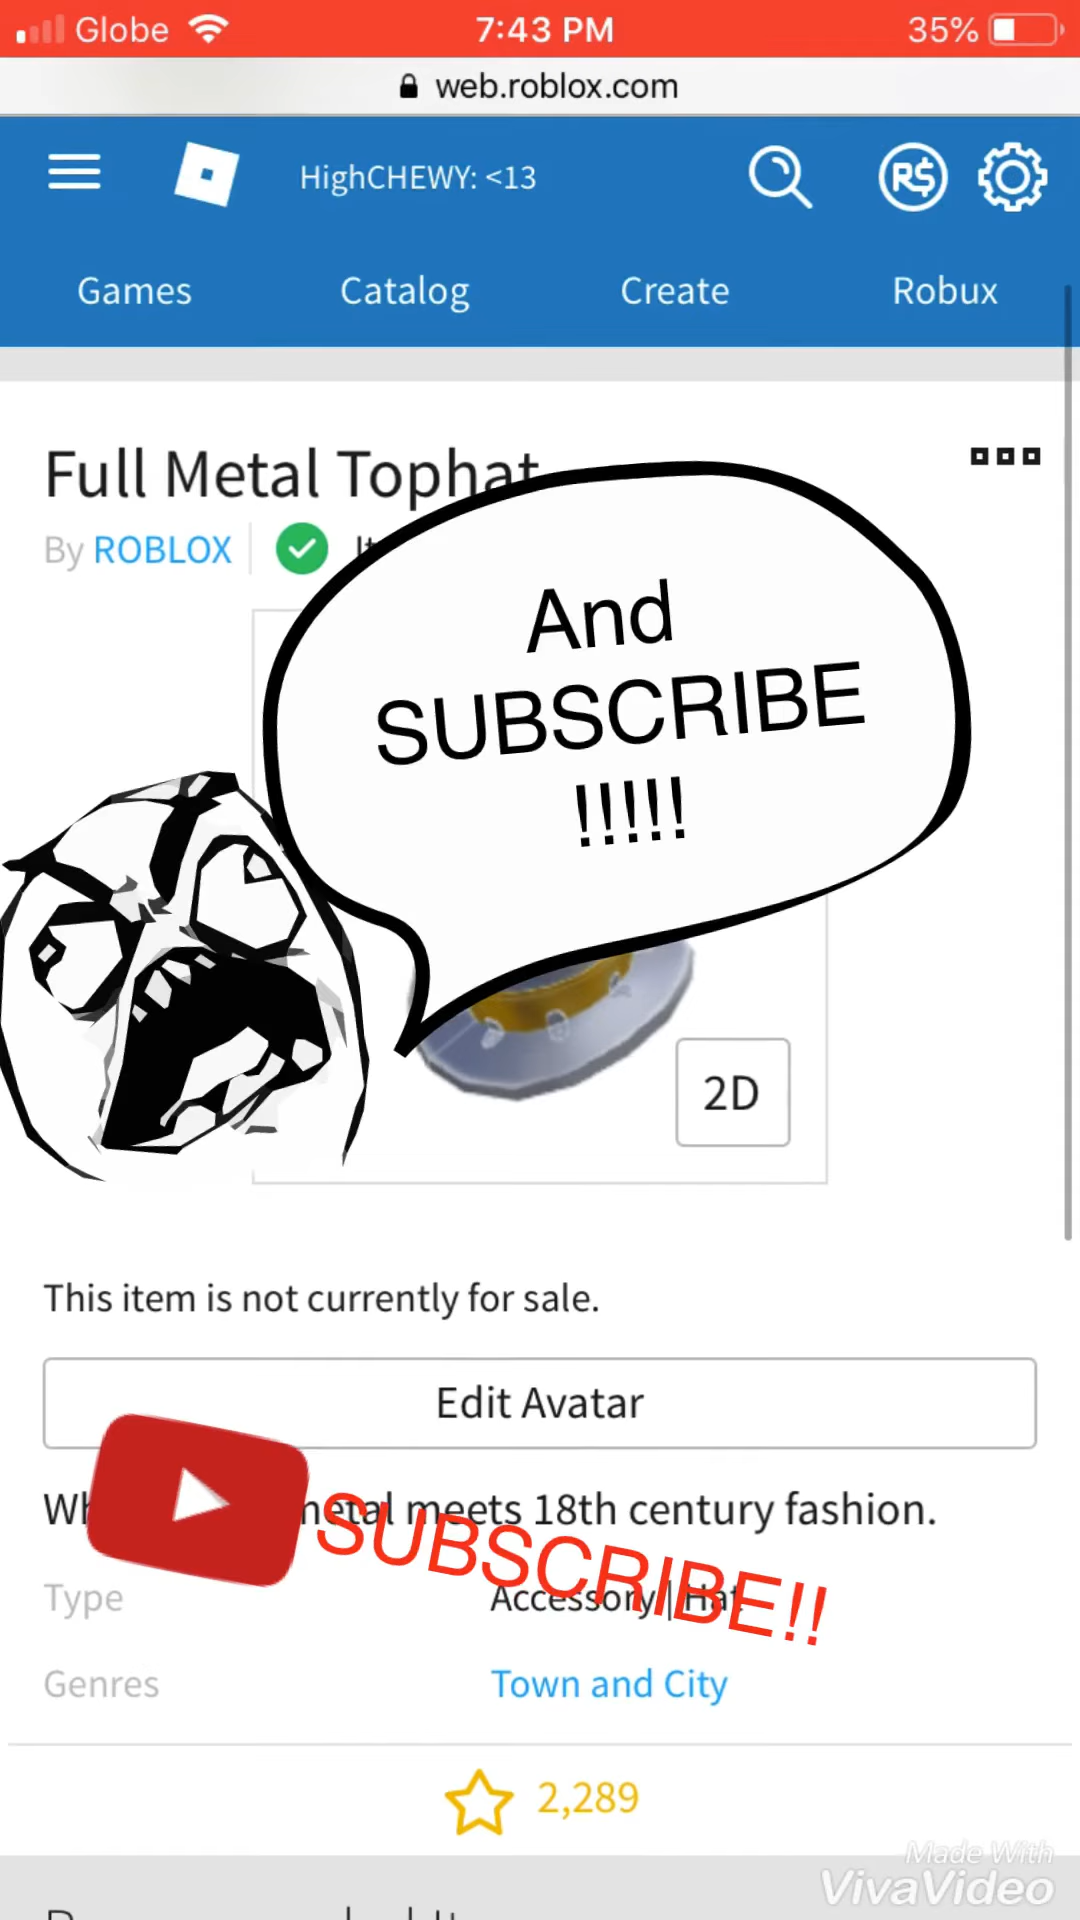 Globe 7:43 PM 35%
web.roblox.com
HighCHEWY: <13
Games Catalog Create Robux
Full Metal Tophat
By ROBLOX
And
SUBSCRIBE
!!!!!
2D
This item is not currently for sale.
Edit Avatar
metal meets 18th century fashion.
SUBSCRIBE!!
Type Accessory | Hat
Genres Town and City
2,289
Made With
VivaVideo